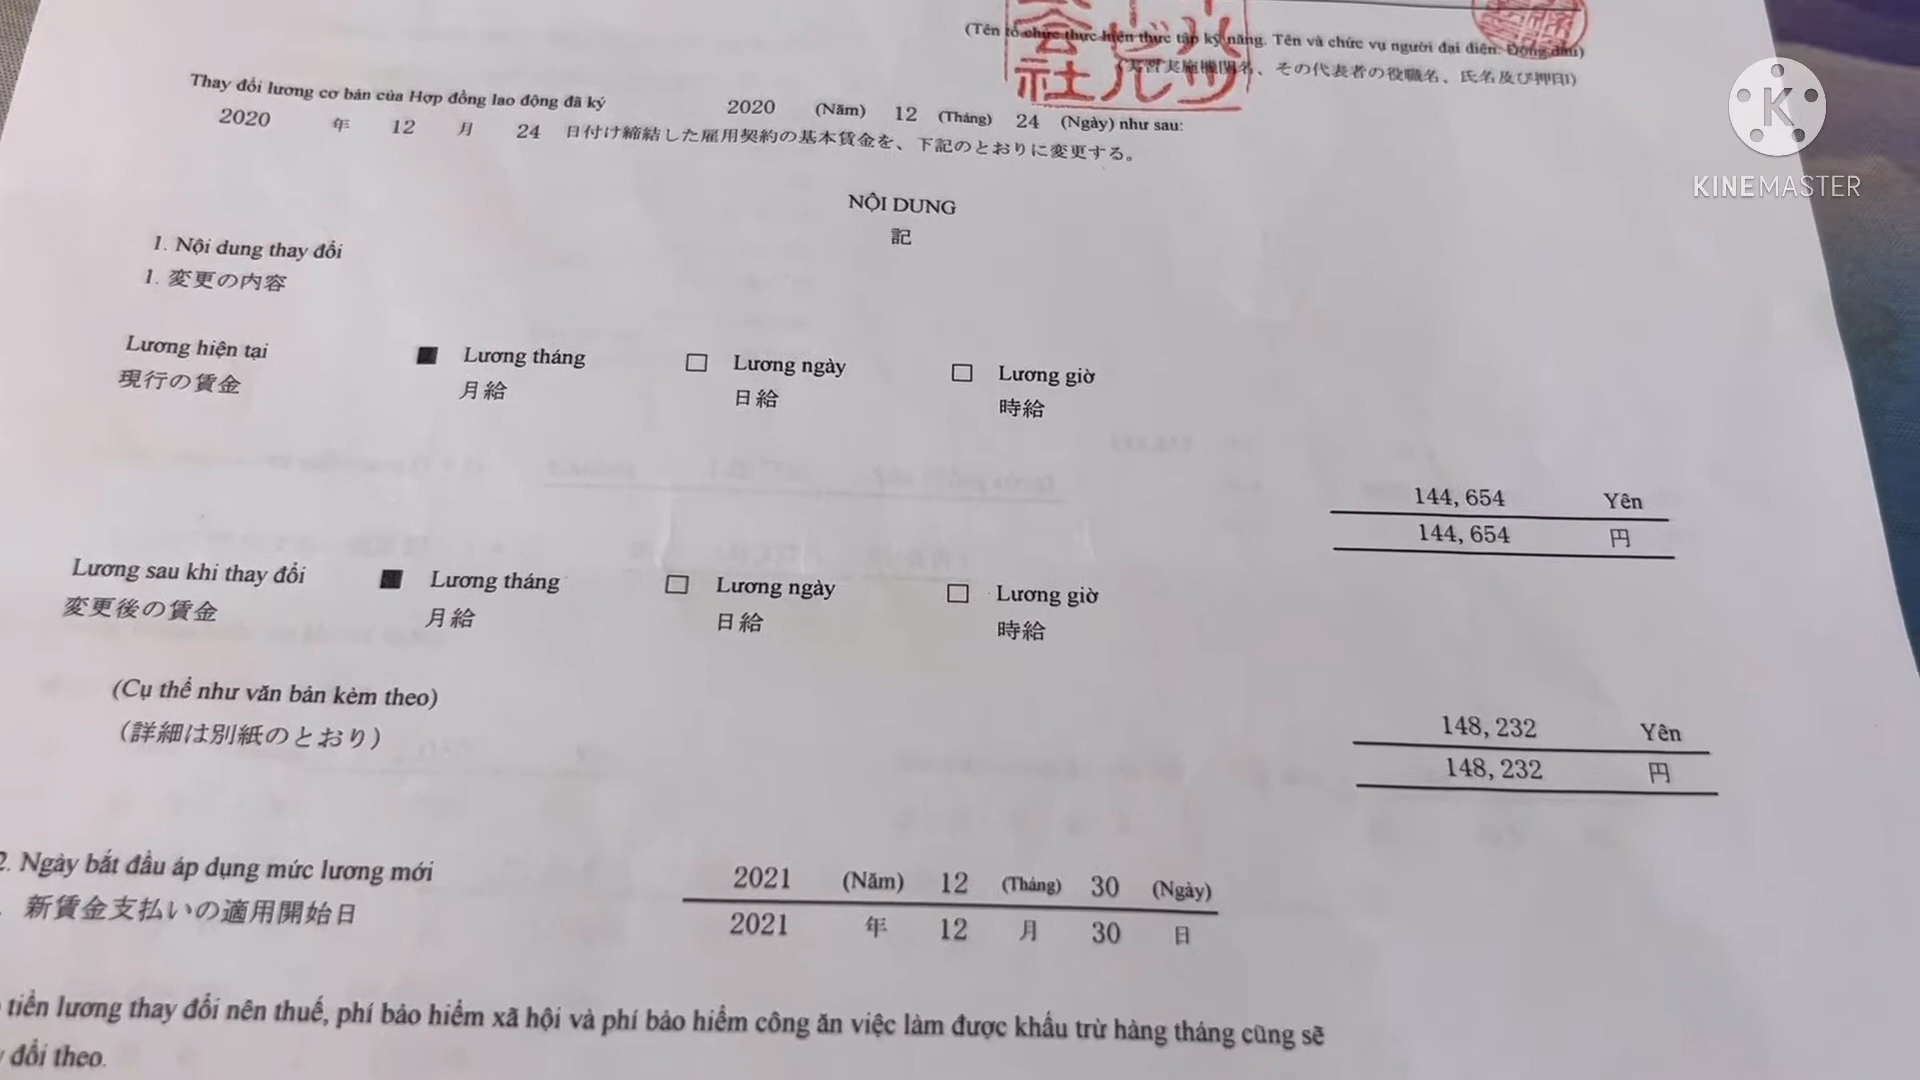 (Tên tổ chức thực hiện thực tập kỹ năng. Tên và chức vụ người đại diện. Đóng dấu)
(実習実施機関名、その代表者の役職名、氏名及び押印)
Thay đổi lương cơ bản của Hợp đồng lao động đã ký 2020 (Năm) 12 (Tháng) 24 (Ngày) như sau:
2020 年 12 月 24 日付け締結した雇用契約の基本賃金を、下記のとおりに変更する。
K
KINEMASTER
NỘI DUNG
記
1. Nội dung thay đổi
1. 変更の内容
Lương hiện tại ■ Lương tháng □ Lương ngày □ Lương giờ
現行の賃金 月給 日給 時給
144, 654 Yên
144, 654 円
Lương sau khi thay đổi ■ Lương tháng □ Lương ngày □ Lương giờ
変更後の賃金 月給 日給 時給
(Cụ thể như văn bản kèm theo)
（詳細は別紙のとおり）
148, 232 Yên
148, 232 円
2. Ngày bắt đầu áp dụng mức lương mới 2021 (Năm) 12 (Tháng) 30 (Ngày)
新賃金支払いの適用開始日 2021 年 12 月 30 日
tiền lương thay đổi nên thuế, phí bảo hiểm xã hội và phí bảo hiểm công ăn việc làm được khấu trừ hàng tháng cũng sẽ
đổi theo.